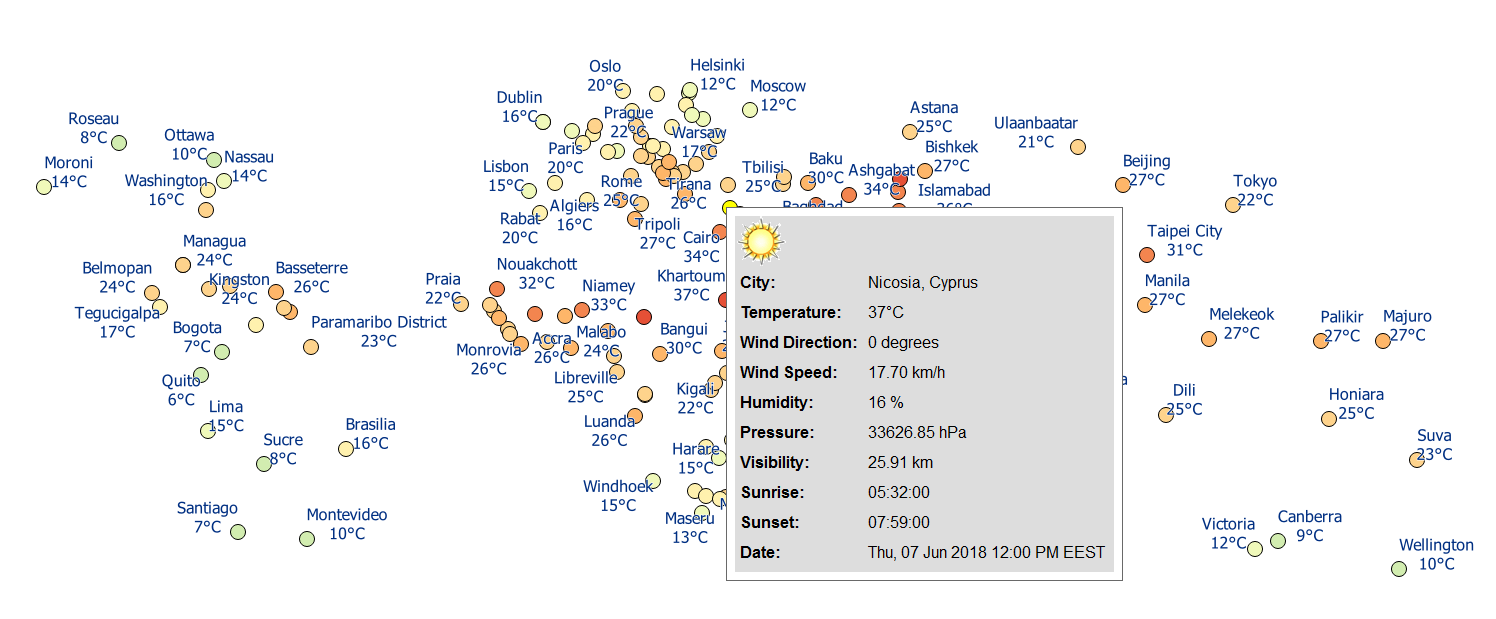 Oslo
20°C
Helsinki
12°C
Moscow
12°C
Dublin
16°C
Prague
22°C
Warsaw
17°C
Astana
25°C
Ulaanbaatar
21°C
Roseau
8°C
Ottawa
10°C
Nassau
14°C
Moroni
14°C
Washington
16°C
Paris
20°C
Lisbon
15°C
Rome
25°C
Tirana
26°C
Tbilisi
25°C
Baku
30°C
Ashgabat
34°C
Bishkek
27°C
Islamabad
Beijing
27°C
Tokyo
22°C
Algiers
16°C
Rabat
20°C
Tripoli
27°C
Cairo
34°C
Baghdad
Taipei City
31°C
Managua
24°C
Belmopan
24°C
Kingston
24°C
Basseterre
26°C
Praia
22°C
Nouakchott
32°C
Niamey
33°C
Khartoum
37°C
Manila
27°C
Tegucigalpa
17°C
Bogota
7°C
Paramaribo District
23°C
Monrovia
26°C
Accra
26°C
Malabo
24°C
Bangui
30°C
Melekeok
27°C
Palikir
27°C
Majuro
27°C
Quito
6°C
Libreville
25°C
Kigali
22°C
Dili
25°C
Honiara
25°C
Lima
15°C
Luanda
26°C
Brasilia
16°C
Sucre
8°C
Harare
15°C
Suva
23°C
Windhoek
15°C
Santiago
7°C
Montevideo
10°C
Maseru
13°C
Victoria
12°C
Canberra
9°C
Wellington
10°C
City: Nicosia, Cyprus
Temperature: 37°C
Wind Direction: 0 degrees
Wind Speed: 17.70 km/h
Humidity: 16 %
Pressure: 33626.85 hPa
Visibility: 25.91 km
Sunrise: 05:32:00
Sunset: 07:59:00
Date: Thu, 07 Jun 2018 12:00 PM EEST